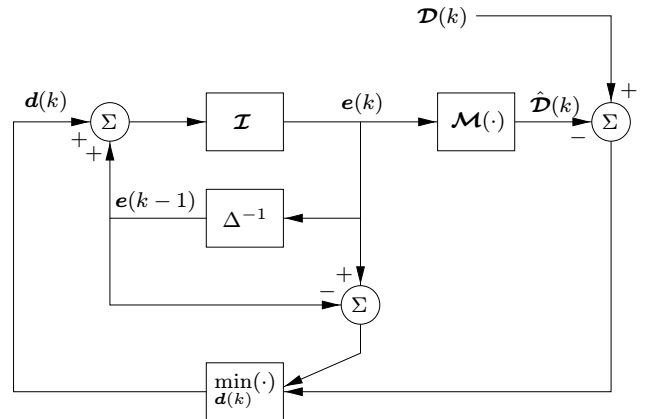 𝓓(k)
d(k)
Σ
+
+
𝓘
e(k)
𝓜(·)
𝓓̂(k)
+
−
Σ
e(k−1)
Δ⁻¹
+
−
Σ
min(·)
d(k)